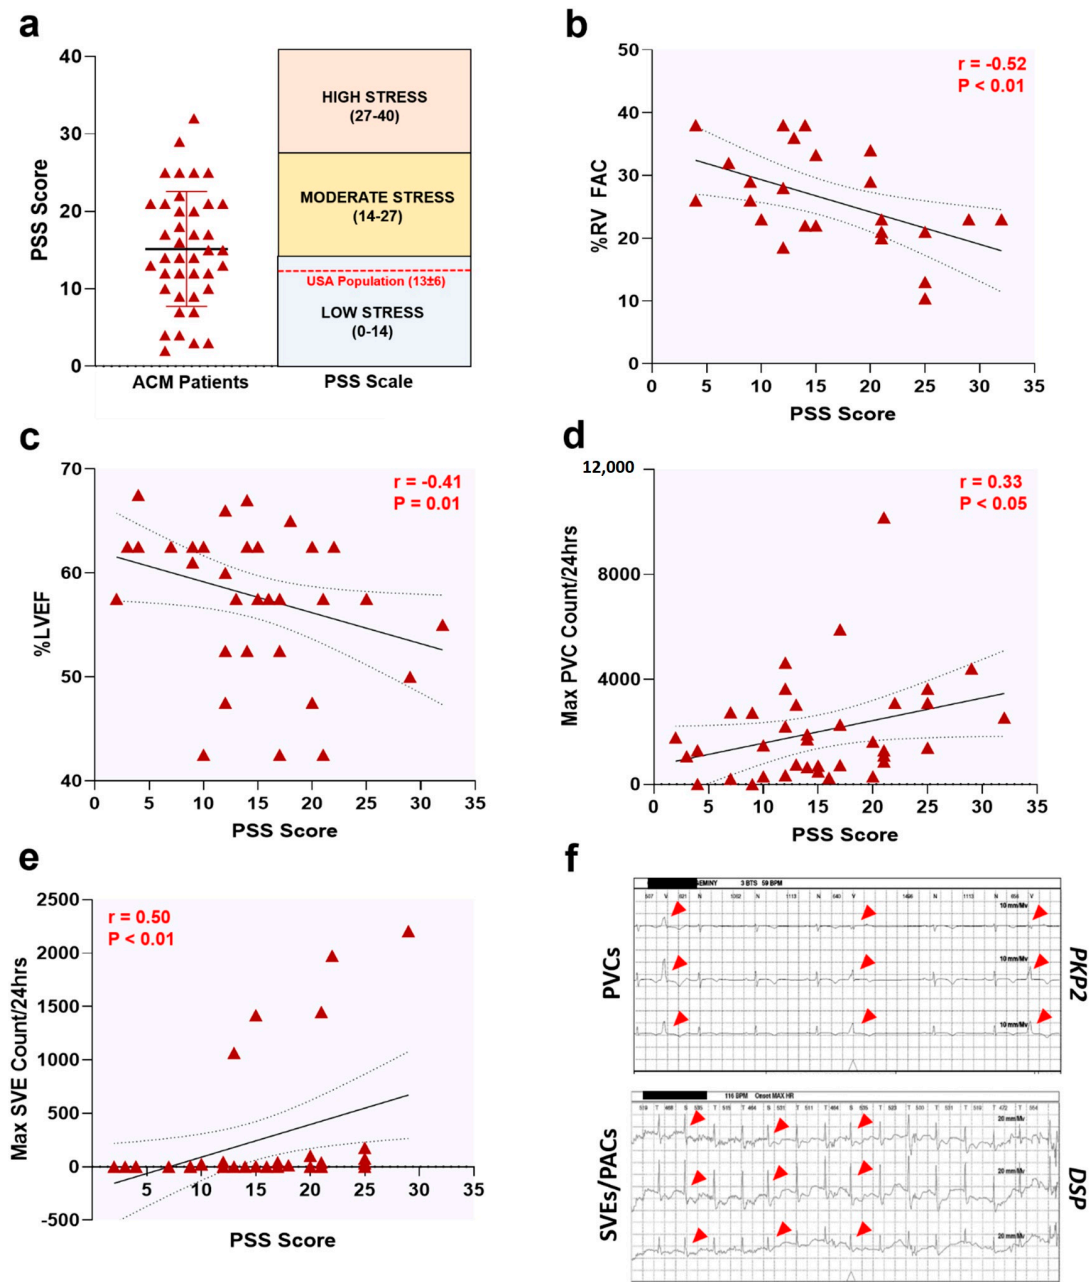 a
PSS Score
40
30
20
10
0
HIGH STRESS
(27-40)
MODERATE STRESS
(14-27)
USA Population (13±6)
LOW STRESS
(0-14)
ACM Patients
PSS Scale
b
%RV FAC
50
40
30
20
10
0
r = -0.52
P < 0.01
0 5 10 15 20 25 30 35
PSS Score
c
%LVEF
70
60
50
40
r = -0.41
P = 0.01
0 5 10 15 20 25 30 35
PSS Score
d
Max PVC Count/24hrs
12,000
8000
4000
0
r = 0.33
P < 0.05
0 5 10 15 20 25 30 35
PSS Score
e
Max SVE Count/24hrs
2500
2000
1500
1000
500
0
-500
r = 0.50
P < 0.01
5 10 15 20 25 30 35
PSS Score
f
PVCs
3 BTS 59 BPM
N 1113 N 640 V N 1115 N V
10 mm/Mv
10 mm/Mv
10 mm/Mv
PKP2
SVEs/PACs
116 BPM Onset MAX HR
20 mm/Mv
20 mm/Mv
20 mm/Mv
DSP